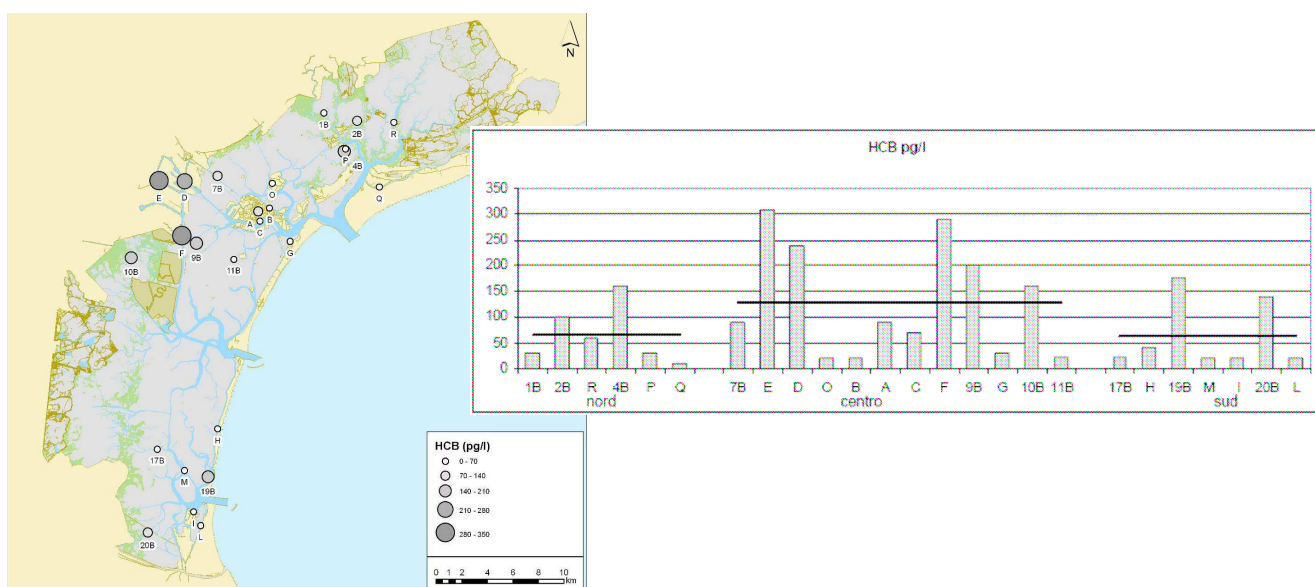 N
1B
2B
R
P
4B
7B
O
E
D
Q
A
B
C
F
9B
G
10B
11B
H
17B
M
19B
I
L
20B
HCB (pg/l)
0 - 70
70 - 140
140 - 210
210 - 280
280 - 350
0 1 2 4 6 8 10
km
HCB pg/l
350
300
250
200
150
100
50
0
1B 2B R 4B P Q 7B E D O B A C F 9B G 10B 11B 17B H 19B M I 20B L
nord centro sud